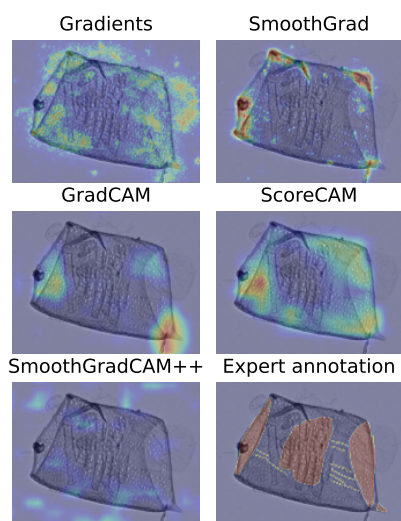 Gradients
SmoothGrad
GradCAM
ScoreCAM
SmoothGradCAM++
Expert annotation